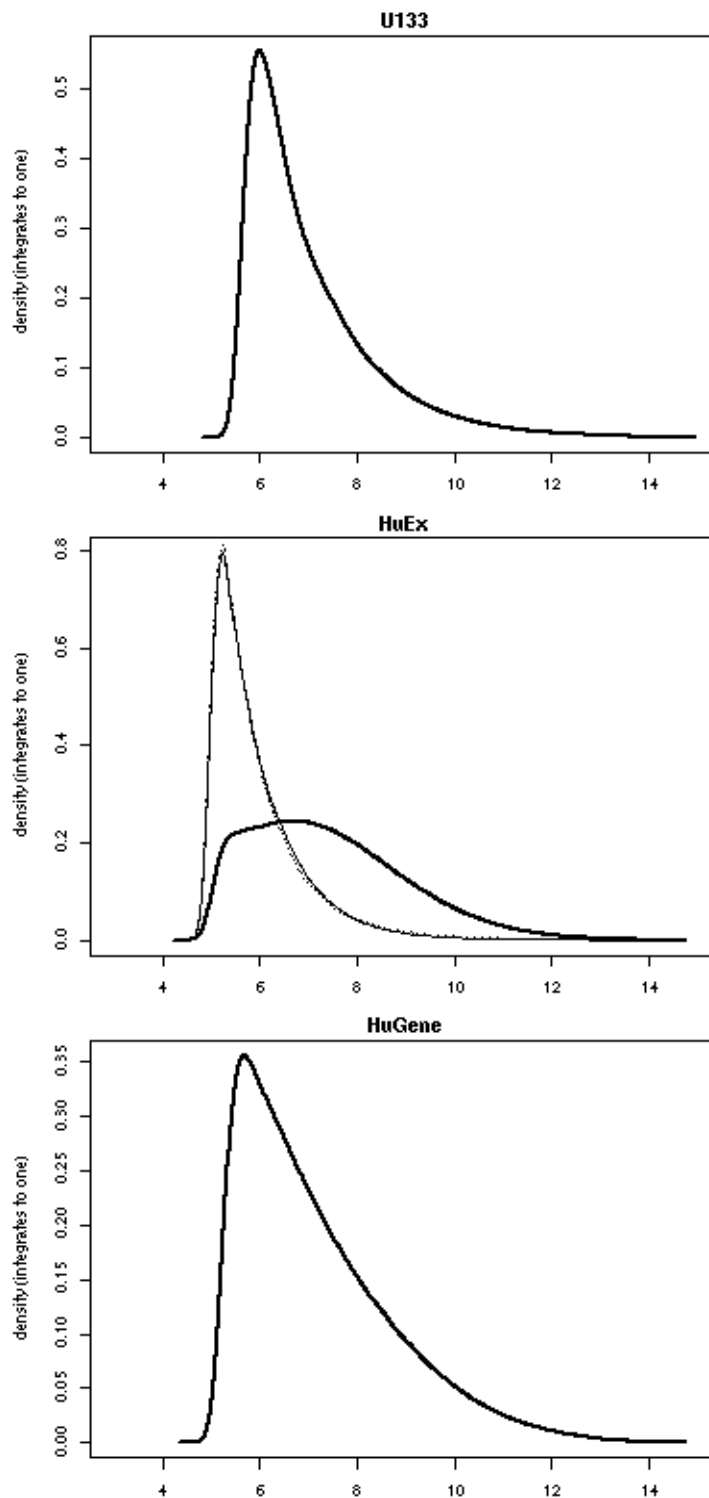 U133
density (integrates to one)
0.5
0.4
0.3
0.2
0.1
0.0
4 6 8 10 12 14
HuEx
density (integrates to one)
0.8
0.6
0.4
0.2
0.0
4 6 8 10 12 14
HuGene
density (integrates to one)
0.35
0.30
0.25
0.20
0.15
0.10
0.05
0.00
4 6 8 10 12 14